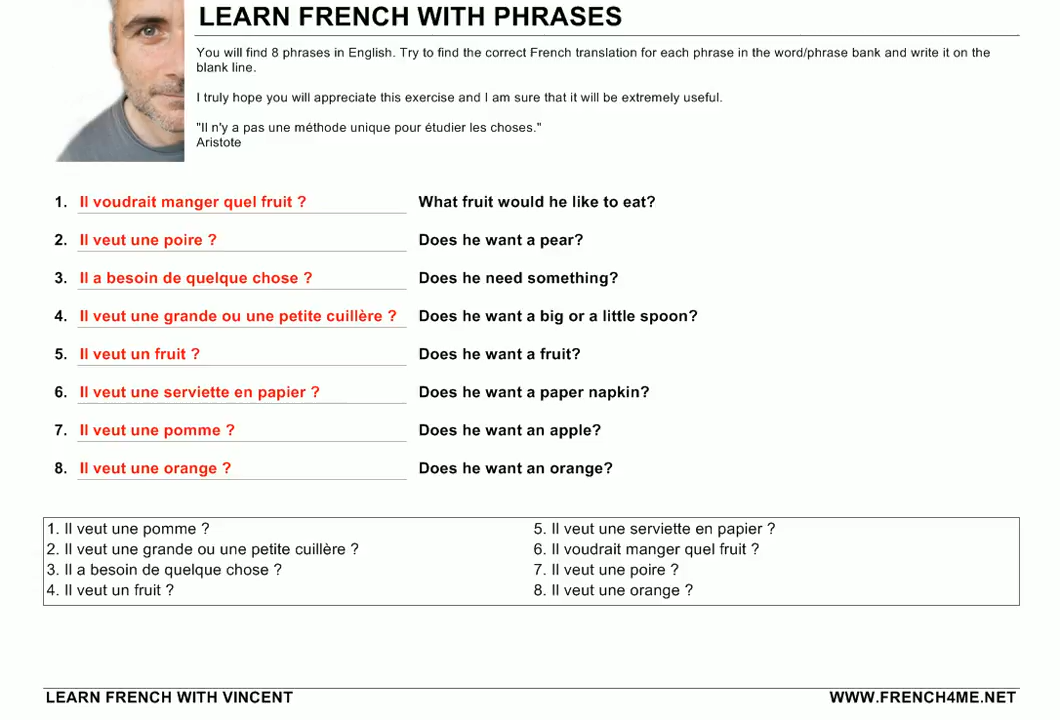 LEARN FRENCH WITH PHRASES
You will find 8 phrases in English. Try to find the correct French translation for each phrase in the word/phrase bank and write it on the
blank line.
I truly hope you will appreciate this exercise and I am sure that it will be extremely useful.
"Il n'y a pas une méthode unique pour étudier les choses."
Aristote
1. Il voudrait manger quel fruit ? What fruit would he like to eat?
2. Il veut une poire ? Does he want a pear?
3. Il a besoin de quelque chose ? Does he need something?
4. Il veut une grande ou une petite cuillère ? Does he want a big or a little spoon?
5. Il veut un fruit ? Does he want a fruit?
6. Il veut une serviette en papier ? Does he want a paper napkin?
7. Il veut une pomme ? Does he want an apple?
8. Il veut une orange ? Does he want an orange?
1. Il veut une pomme ? 5. Il veut une serviette en papier ?
2. Il veut une grande ou une petite cuillère ? 6. Il voudrait manger quel fruit ?
3. Il a besoin de quelque chose ? 7. Il veut une poire ?
4. Il veut un fruit ? 8. Il veut une orange ?
LEARN FRENCH WITH VINCENT WWW.FRENCH4ME.NET